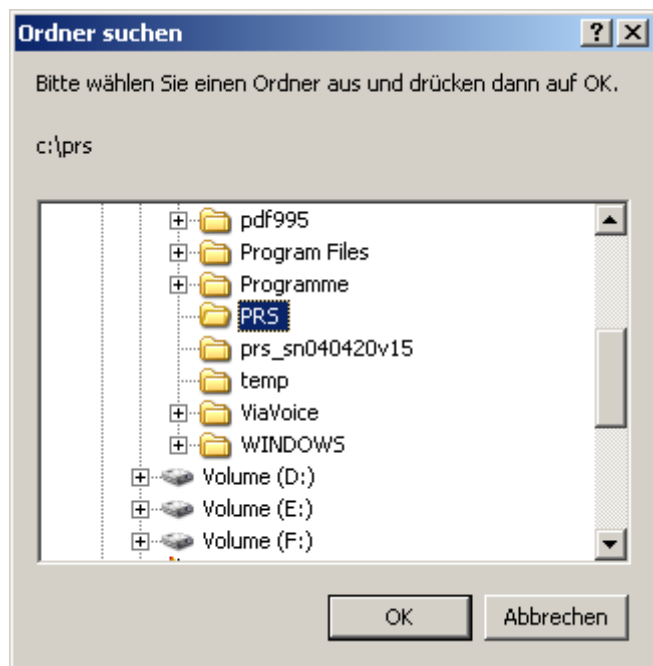 Ordner suchen
Bitte wählen Sie einen Ordner aus und drücken dann auf OK.
c:\prs
pdf995
Program Files
Programme
PRS
prs_sn040420v15
temp
ViaVoice
WINDOWS
Volume (D:)
Volume (E:)
Volume (F:)
OK Abbrechen